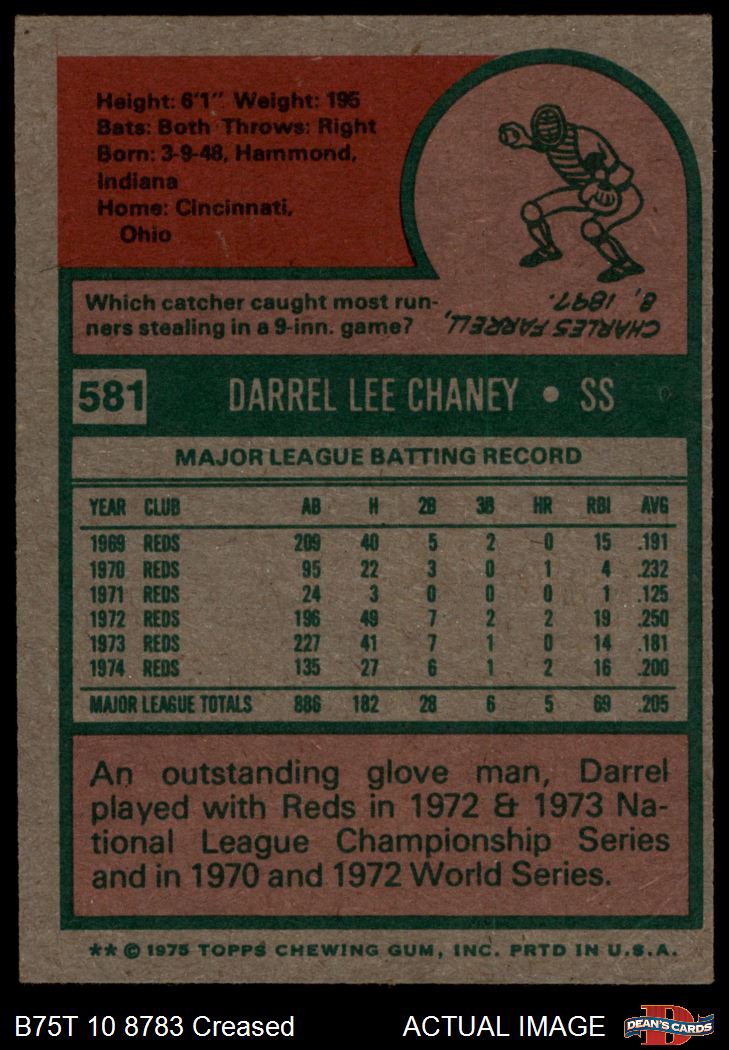 Height: 6'1" Weight: 195
Bats: Both Throws: Right
Born: 3-9-48, Hammond,
Indiana
Home: Cincinnati,
Ohio
Which catcher caught most run-
ners stealing in a 9-inn. game?
CHARLES FARRELL,
8, 1897.
581 DARREL LEE CHANEY • SS
MAJOR LEAGUE BATTING RECORD
YEAR CLUB AB H 2B 3B HR RBI AVG
1969 REDS 209 40 5 2 0 15 .191
1970 REDS 95 22 3 0 1 4 .232
1971 REDS 24 3 0 0 0 1 .125
1972 REDS 196 49 7 2 2 19 .250
1973 REDS 227 41 7 1 0 14 .181
1974 REDS 135 27 6 1 2 16 .200
MAJOR LEAGUE TOTALS 886 182 28 6 5 69 .205
An outstanding glove man, Darrel
played with Reds in 1972 & 1973 Na-
tional League Championship Series
and in 1970 and 1972 World Series.
** © 1975 TOPPS CHEWING GUM, INC. PRTD IN U.S.A.
B75T 10 8783 Creased ACTUAL IMAGE
D
DEAN'S CARDS